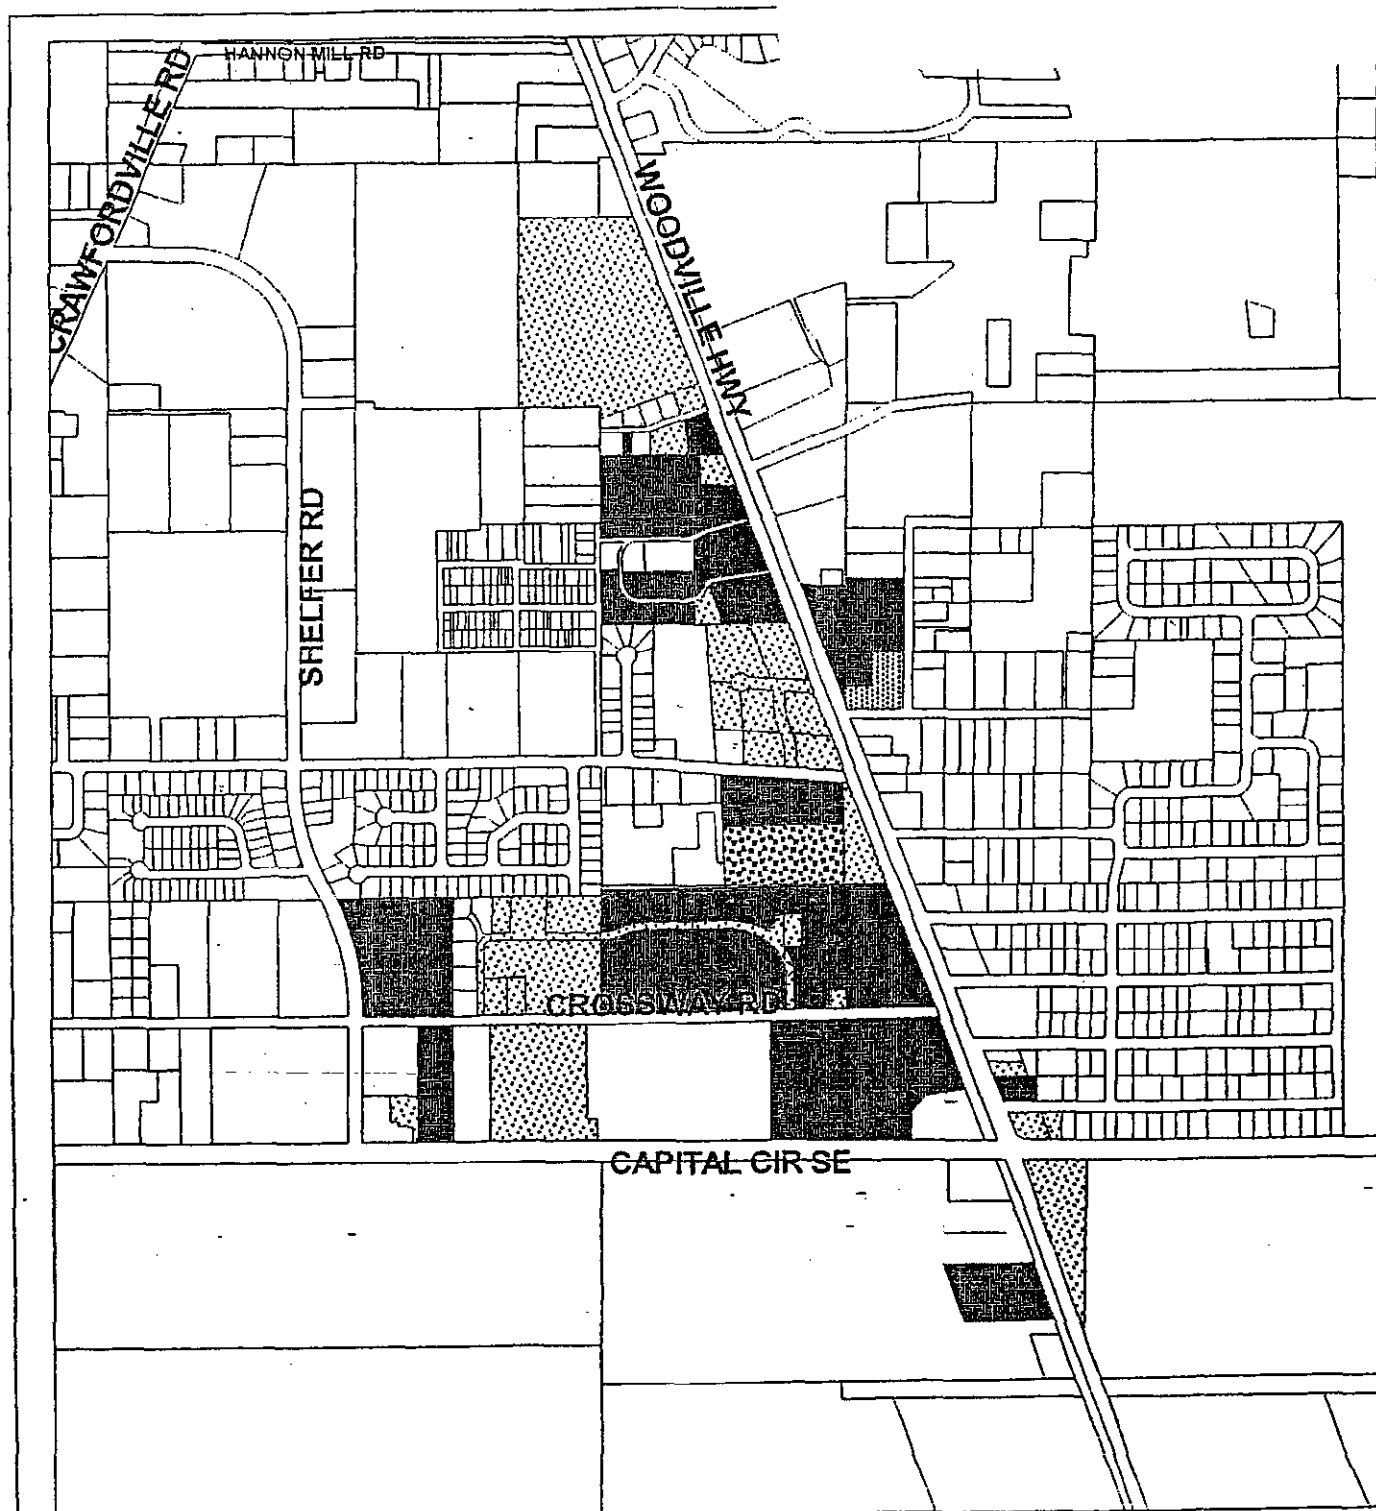 HANNON MILL RD
CRAWFORDVILLE RD
WOODVILLE HWY
SHELFER RD
CROSSWAY RD
CAPITAL CIR SE